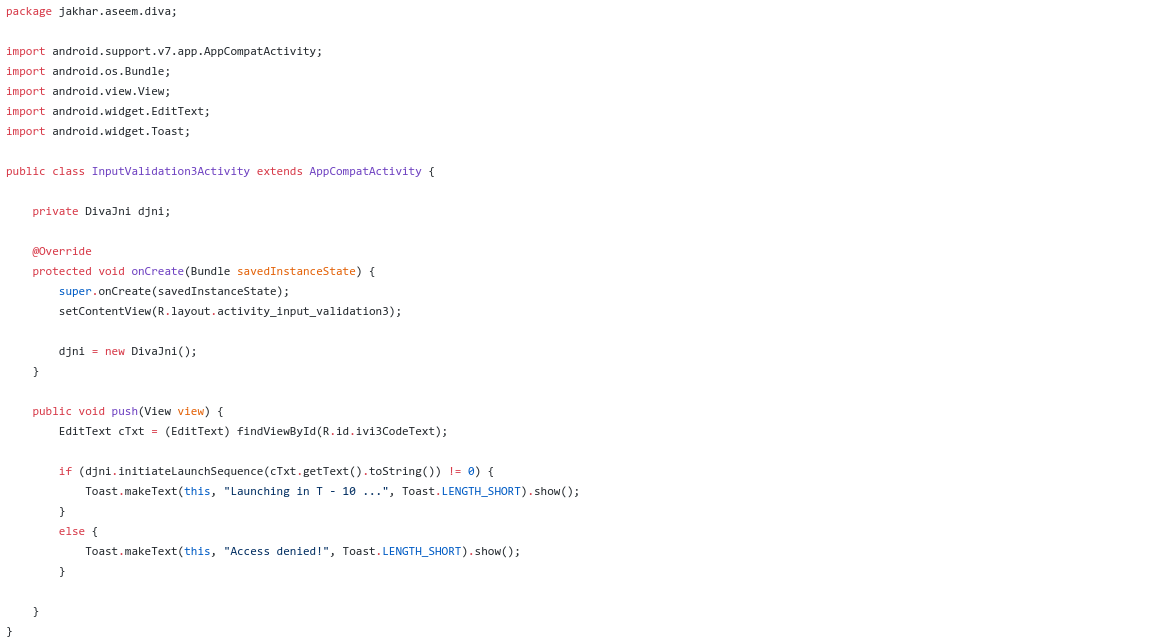 package jakhar.aseem.diva;
import android.support.v7.app.AppCompatActivity;
import android.os.Bundle;
import android.view.View;
import android.widget.EditText;
import android.widget.Toast;
public class InputValidation3Activity extends AppCompatActivity {
private DivaJni djni;
@Override
protected void onCreate(Bundle savedInstanceState) {
super.onCreate(savedInstanceState);
setContentView(R.layout.activity_input_validation3);
djni = new DivaJni();
}
public void push(View view) {
EditText cTxt = (EditText) findViewById(R.id.ivi3CodeText);
if (djni.initiateLaunchSequence(cTxt.getText().toString()) != 0) {
Toast.makeText(this, "Launching in T - 10 ...", Toast.LENGTH_SHORT).show();
}
else {
Toast.makeText(this, "Access denied!", Toast.LENGTH_SHORT).show();
}
}
}